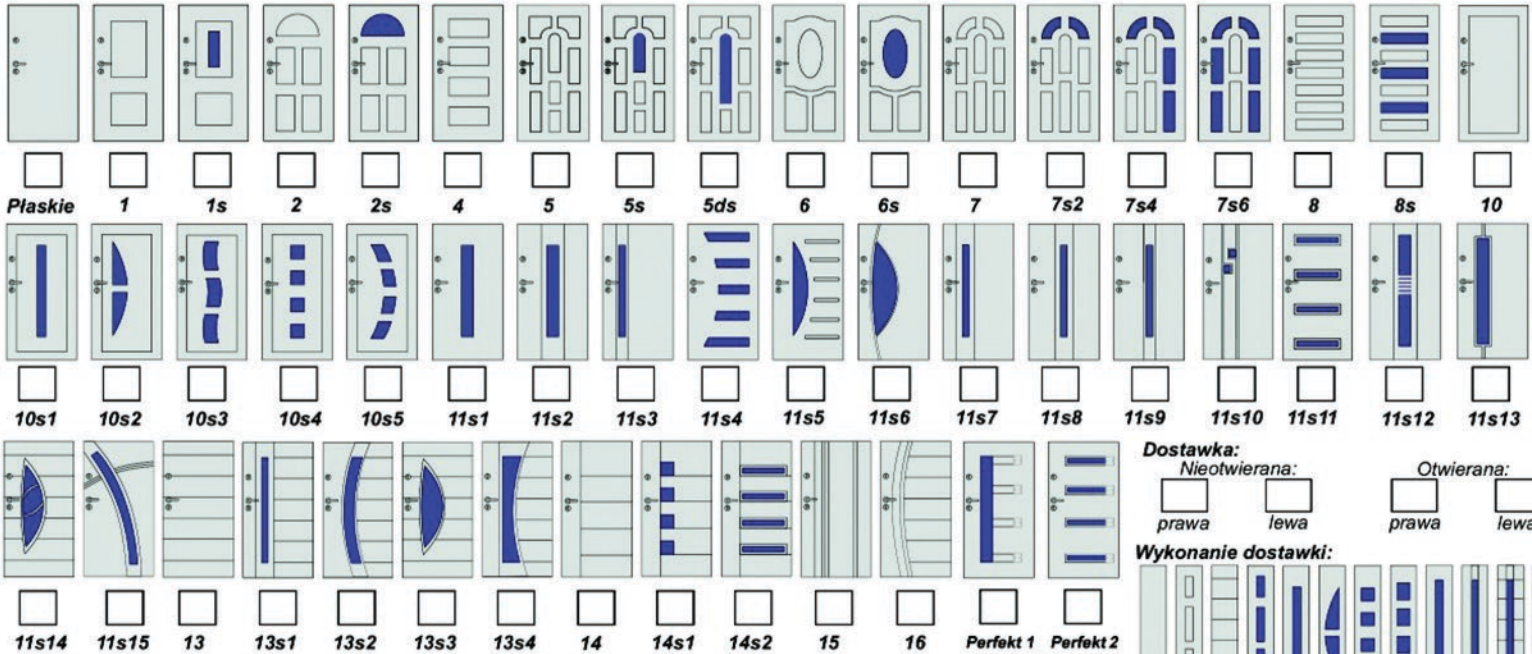 Płaskie 1 1s 2 2s 4 5 5s 5ds 6 6s 7 7s2 7s4 7s6 8 8s 10
10s1 10s2 10s3 10s4 10s5 11s1 11s2 11s3 11s4 11s5 11s6 11s7 11s8 11s9 11s10 11s11 11s12 11s13
11s14 11s15 13 13s1 13s2 13s3 13s4 14 14s1 14s2 15 16 Perfekt 1 Perfekt 2
Dostawka:
Nieotwierana: Otwierana:
prawa lewa prawa lewa
Wykonanie dostawki: